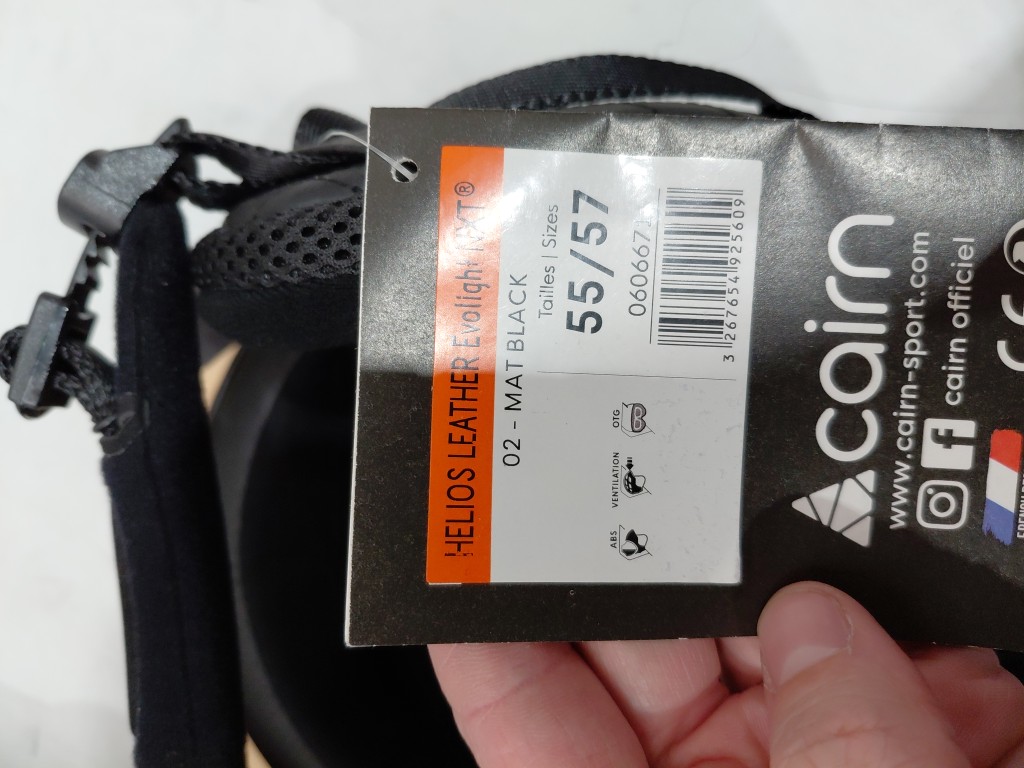 HELIOS LEATHER Evolight NXT®
02 - MAT BLACK
Tailles | Sizes
55/57
0606671
3 267654 925609
ABS
VENTILATION
OTG
cairn
www.cairn-sport.com
cairn officiel